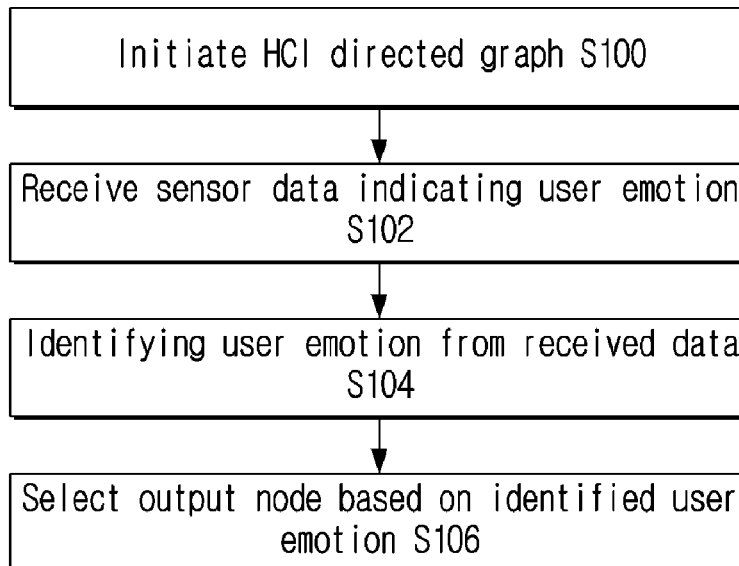 Initiate HCI directed graph S100
Receive sensor data indicating user emotion
S102
Identifying user emotion from received data
S104
Select output node based on identified user
emotion S106